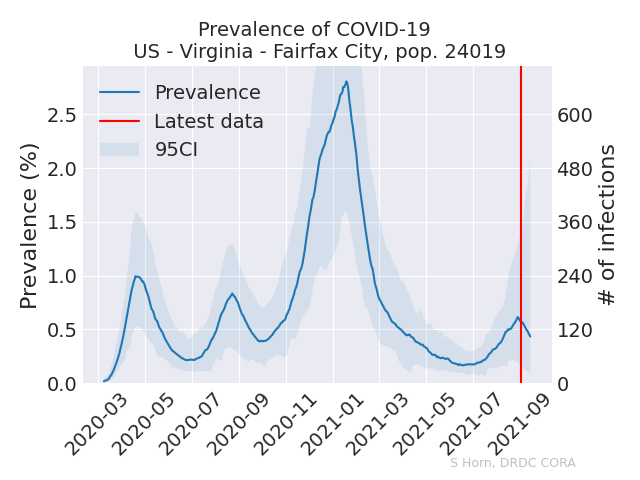 Prevalence of COVID-19
US - Virginia - Fairfax City, pop. 24019
Prevalence
Latest data
95CI
Prevalence (%)
2.5
2.0
1.5
1.0
0.5
0.0
# of infections
600
480
360
240
120
0
2020-03
2020-05
2020-07
2020-09
2020-11
2021-01
2021-03
2021-05
2021-07
2021-09
S Horn, DRDC CORA